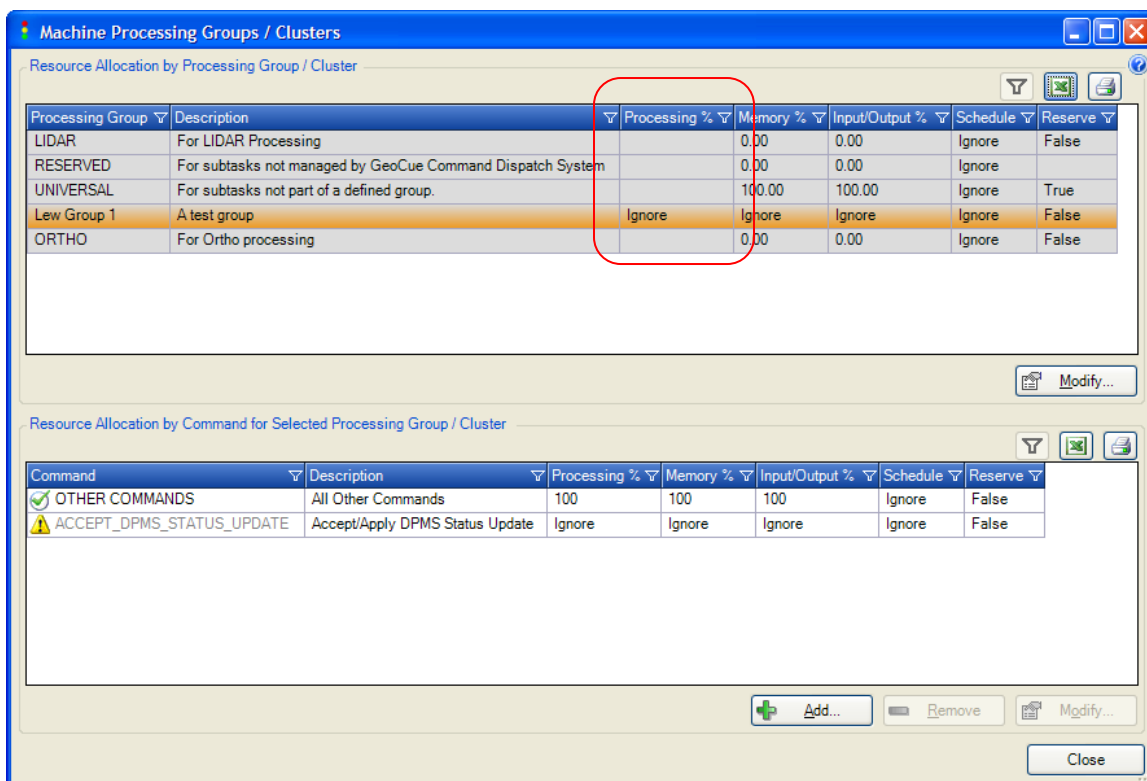 Machine Processing Groups / Clusters
Resource Allocation by Processing Group / Cluster
Processing Group Description Processing % Memory % Input/Output % Schedule Reserve
LIDAR For LIDAR Processing 0.00 0.00 Ignore False
RESERVED For subtasks not managed by GeoCue Command Dispatch System 0.00 0.00 Ignore
UNIVERSAL For subtasks not part of a defined group. 100.00 100.00 Ignore True
Lew Group 1 A test group Ignore Ignore Ignore Ignore False
ORTHO For Ortho processing 0.00 0.00 Ignore False
Modify...
Resource Allocation by Command for Selected Processing Group / Cluster
Command Description Processing % Memory % Input/Output % Schedule Reserve
OTHER COMMANDS All Other Commands 100 100 100 Ignore False
ACCEPT_DPMS_STATUS_UPDATE Accept/Apply DPMS Status Update Ignore Ignore Ignore Ignore False
Add... Remove Modify...
Close